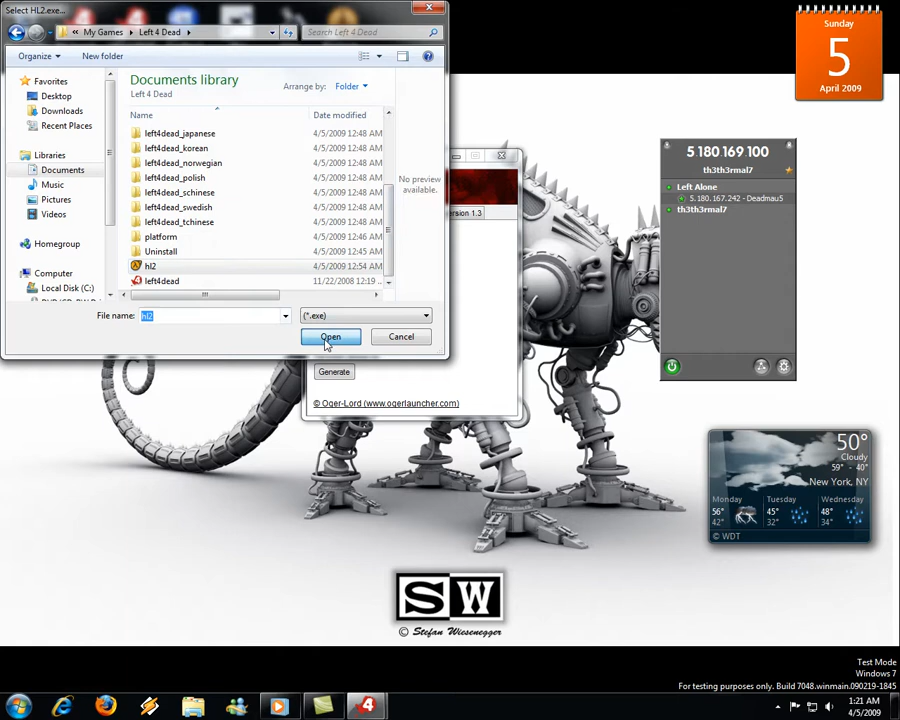 Select HL2.exe...
« My Games ▸ Left 4 Dead ▸
Search Left 4 Dead
Organize
New folder
Favorites
Desktop
Downloads
Recent Places
Libraries
Documents
Music
Pictures
Videos
Homegroup
Computer
Local Disk (C:)
Documents library
Left 4 Dead
Arrange by: Folder
Name
Date modified
left4dead_japanese 4/5/2009 12:48 AM
left4dead_korean 4/5/2009 12:48 AM
left4dead_norwegian 4/5/2009 12:48 AM
left4dead_polish 4/5/2009 12:48 AM
left4dead_schinese 4/5/2009 12:48 AM
left4dead_swedish 4/5/2009 12:48 AM
left4dead_tchinese 4/5/2009 12:48 AM
platform 4/5/2009 12:46 AM
Uninstall 4/5/2009 12:45 AM
hl2 4/5/2009 12:54 AM
left4dead 11/22/2008 12:19 ...
No preview
available.
File name: hl2
(*.exe)
Open
Cancel
ersion 1.3
Generate
© Oger-Lord (www.ogerlauncher.com)
Sunday
5
April 2009
5.180.169.100
th3th3rmal7
Left Alone
5.180.167.242 - Deadmau5
th3th3rmal7
50°
Cloudy
59° - 40°
New York, NY
Monday
56°
42°
Tuesday
45°
32°
Wednesday
48°
34°
© WDT
SW
© Stefan Wiesenegger
Test Mode
Windows 7
For testing purposes only. Build 7048.winmain.090219-1845
1:21 AM
4/5/2009